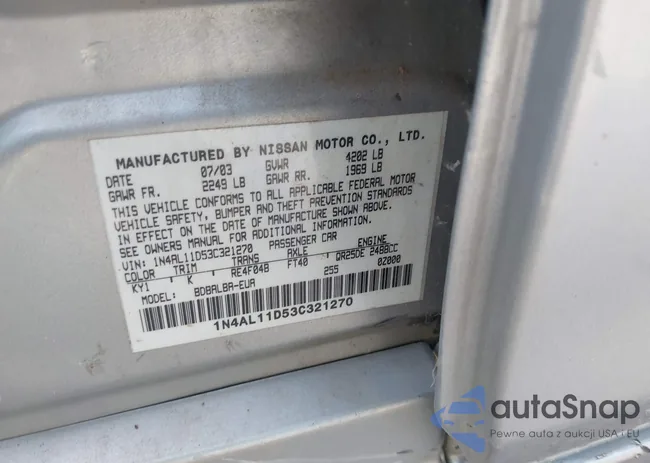 MANUFACTURED BY NISSAN MOTOR CO., LTD.
DATE 07/03 GVWR 4202 LB
GAWR FR. 2249 LB GAWR RR. 1969 LB
THIS VEHICLE CONFORMS TO ALL APPLICABLE FEDERAL MOTOR
VEHICLE SAFETY, BUMPER AND THEFT PREVENTION STANDARDS
IN EFFECT ON THE DATE OF MANUFACTURE SHOWN ABOVE.
SEE OWNERS MANUAL FOR ADDITIONAL INFORMATION.
VIN: 1N4AL11D53C321270 PASSENGER CAR
COLOR TRIM TRANS AXLE ENGINE
KY1 K RE4F04B FT40 QR25DE 2488CC
MODEL: BDBALBA-EUA 255 0Z000
1N4AL11D53C321270
autaSnap
Pewne auta z aukcji USA i EU